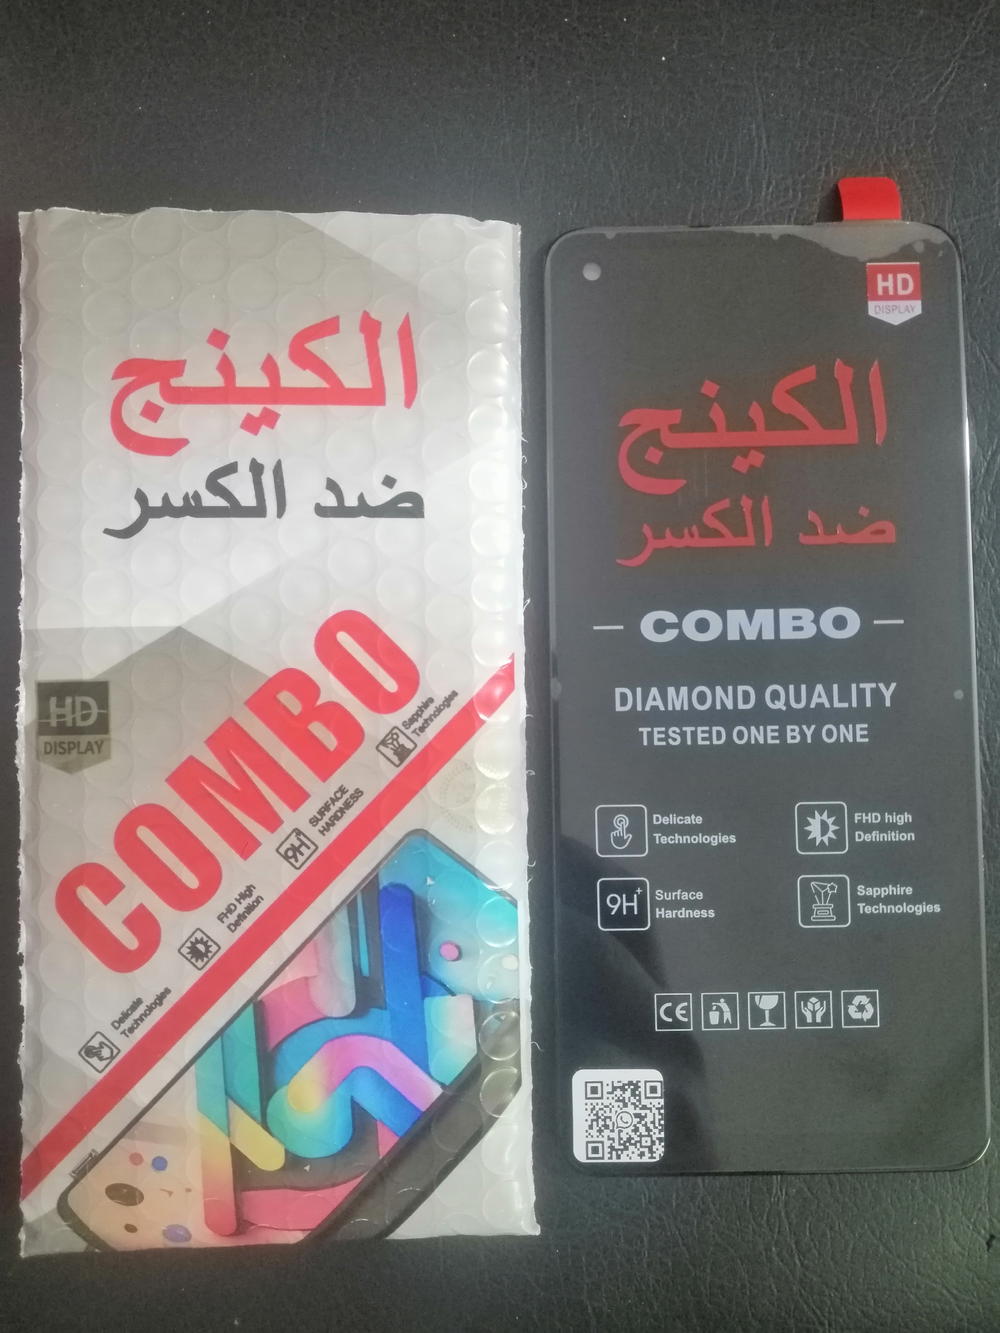 الكينج
ضد الكسر
HD
DISPLAY
COMBO
Delicate
Technologies
FHD High
Definition
9H+
SURFACE
HARDNESS
Sapphire
Technologies
HD
DISPLAY
الكينج
ضد الكسر
COMBO
DIAMOND QUALITY
TESTED ONE BY ONE
Delicate
Technologies
FHD high
Definition
9H+
Surface
Hardness
Sapphire
Technologies
CE